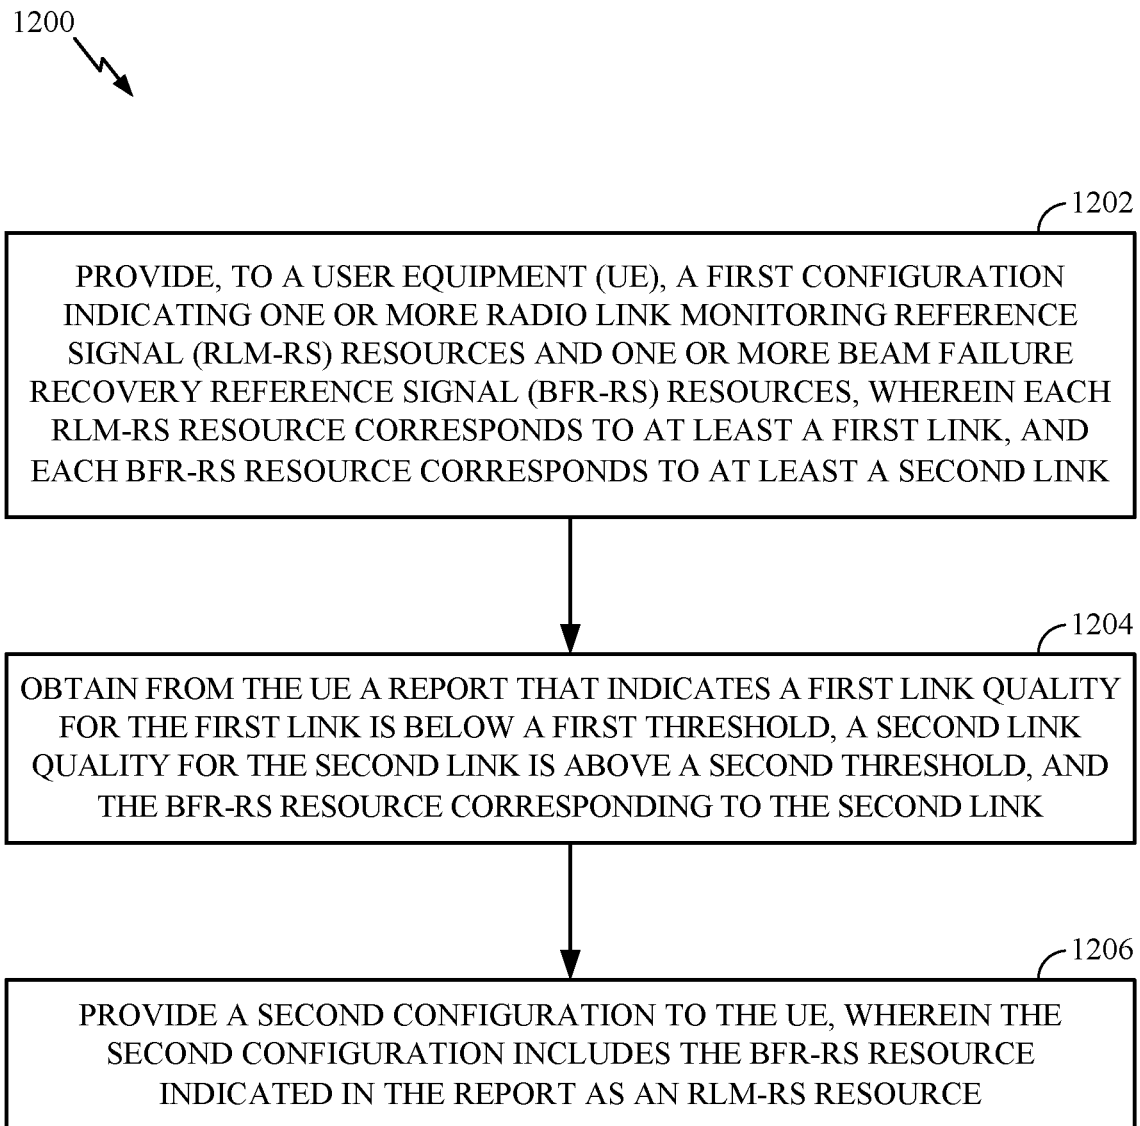 1200
1202
PROVIDE, TO A USER EQUIPMENT (UE), A FIRST CONFIGURATION
INDICATING ONE OR MORE RADIO LINK MONITORING REFERENCE
SIGNAL (RLM-RS) RESOURCES AND ONE OR MORE BEAM FAILURE
RECOVERY REFERENCE SIGNAL (BFR-RS) RESOURCES, WHEREIN EACH
RLM-RS RESOURCE CORRESPONDS TO AT LEAST A FIRST LINK, AND
EACH BFR-RS RESOURCE CORRESPONDS TO AT LEAST A SECOND LINK
1204
OBTAIN FROM THE UE A REPORT THAT INDICATES A FIRST LINK QUALITY
FOR THE FIRST LINK IS BELOW A FIRST THRESHOLD, A SECOND LINK
QUALITY FOR THE SECOND LINK IS ABOVE A SECOND THRESHOLD, AND
THE BFR-RS RESOURCE CORRESPONDING TO THE SECOND LINK
1206
PROVIDE A SECOND CONFIGURATION TO THE UE, WHEREIN THE
SECOND CONFIGURATION INCLUDES THE BFR-RS RESOURCE
INDICATED IN THE REPORT AS AN RLM-RS RESOURCE